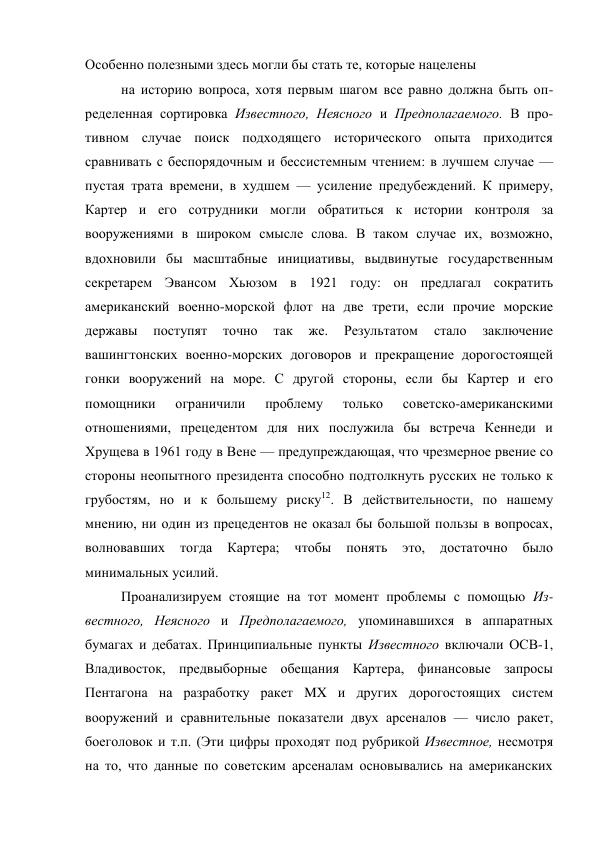 Особенно полезными здесь могли бы стать те, которые нацелены
на историю вопроса, хотя первым шагом все равно должна быть оп-
ределенная сортировка Известного, Неясного и Предполагаемого. В про-
тивном случае поиск подходящего исторического опыта приходится
сравнивать с беспорядочным и бессистемным чтением: в лучшем случае —
пустая трата времени, в худшем — усиление предубеждений. К примеру,
Картер и его сотрудники могли обратиться к истории контроля за
вооружениями в широком смысле слова. В таком случае их, возможно,
вдохновили бы масштабные инициативы, выдвинутые государственным
секретарем Эвансом Хьюзом в 1921 году: он предлагал сократить
американский военно-морской флот на две трети, если прочие морские
державы поступят точно так же. Результатом стало заключение
вашингтонских военно-морских договоров и прекращение дорогостоящей
гонки вооружений на море. С другой стороны, если бы Картер и его
помощники ограничили проблему только советско-американскими
отношениями, прецедентом для них послужила бы встреча Кеннеди и
Хрущева в 1961 году в Вене — предупреждающая, что чрезмерное рвение со
стороны неопытного президента способно подтолкнуть русских не только к
грубостям, но и к большему риску12. В действительности, по нашему
мнению, ни один из прецедентов не оказал бы большой пользы в вопросах,
волновавших тогда Картера; чтобы понять это, достаточно было
минимальных усилий.
Проанализируем стоящие на тот момент проблемы с помощью Из-
вестного, Неясного и Предполагаемого, упоминавшихся в аппаратных
бумагах и дебатах. Принципиальные пункты Известного включали ОСВ-1,
Владивосток, предвыборные обещания Картера, финансовые запросы
Пентагона на разработку ракет MX и других дорогостоящих систем
вооружений и сравнительные показатели двух арсеналов — число ракет,
боеголовок и т.п. (Эти цифры проходят под рубрикой Известное, несмотря
на то, что данные по советским арсеналам основывались на американских